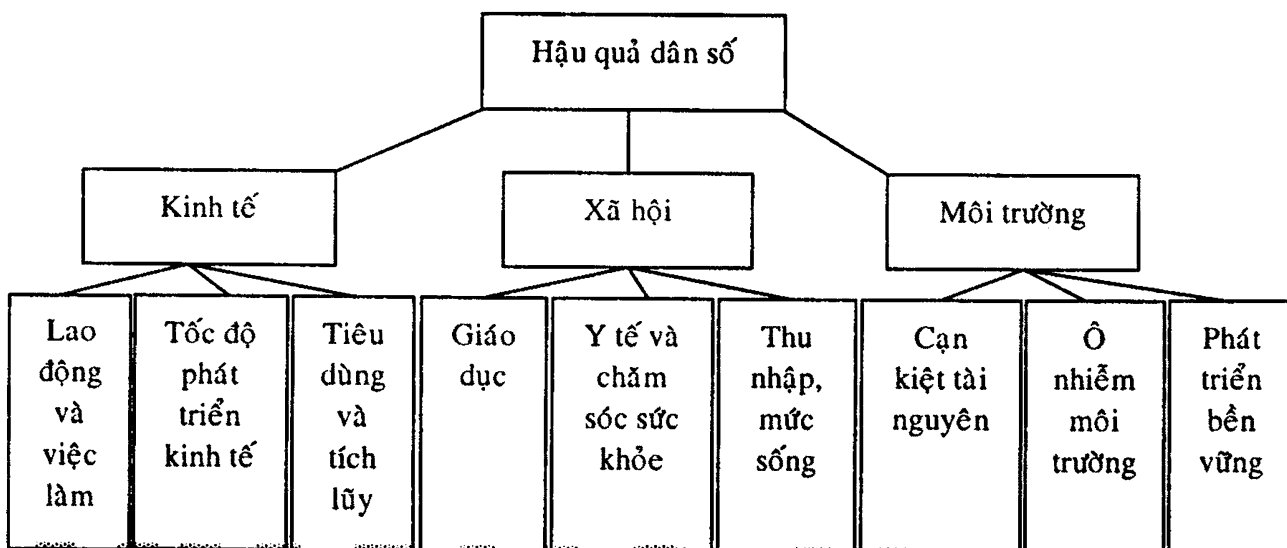 Hậu quả dân số
Kinh tế
Xã hội
Môi trường
Lao
động
và
việc
làm
Tốc độ
phát
triển
kinh tế
Tiêu
dùng
và
tích
lũy
Giáo
dục
Y tế và
chăm
sóc sức
khỏe
Thu
nhập,
mức
sống
Cạn
kiệt tài
nguyên
Ô
nhiễm
môi
trường
Phát
triển
bền
vững